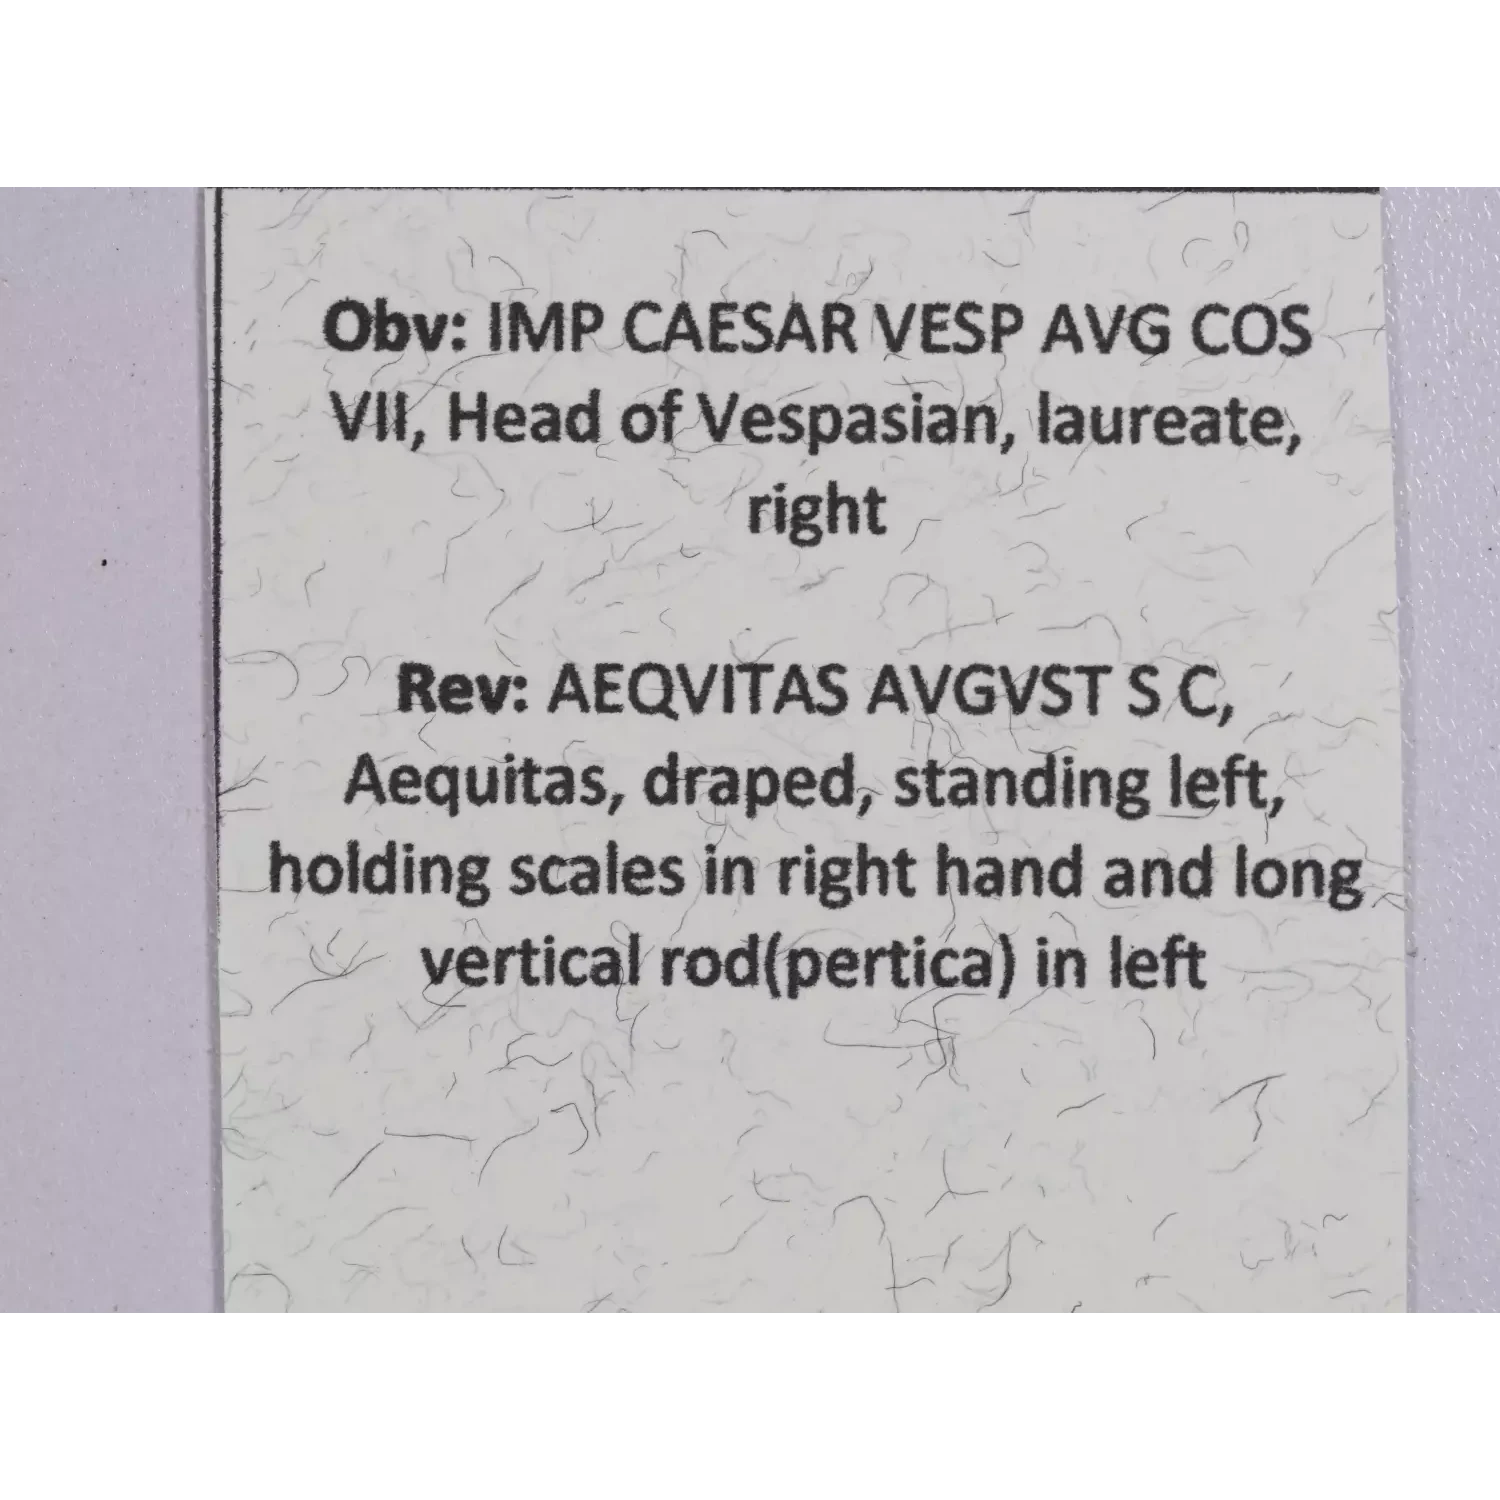 Obv: IMP CAESAR VESP AVG COS
VII, Head of Vespasian, laureate,
right
Rev: AEQVITAS AVGVST S C,
Aequitas, draped, standing left,
holding scales in right hand and long
vertical rod(pertica) in left